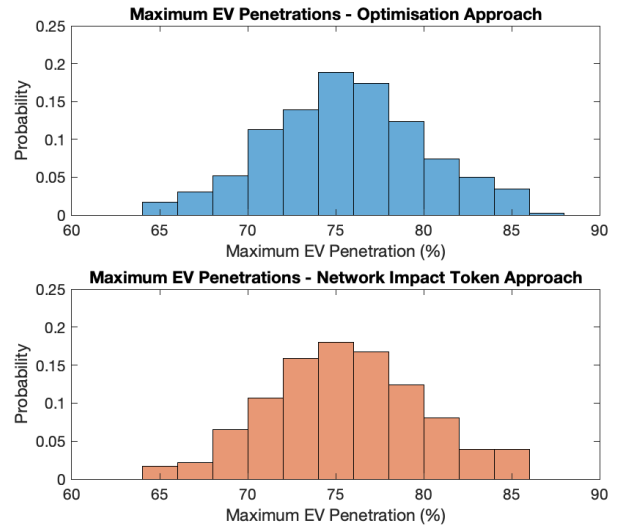 Maximum EV Penetrations - Optimisation Approach
0.25
0.2
0.15
0.1
0.05
0
Probability
60 65 70 75 80 85 90
Maximum EV Penetration (%)
Maximum EV Penetrations - Network Impact Token Approach
0.25
0.2
0.15
0.1
0.05
0
Probability
60 65 70 75 80 85 90
Maximum EV Penetration (%)